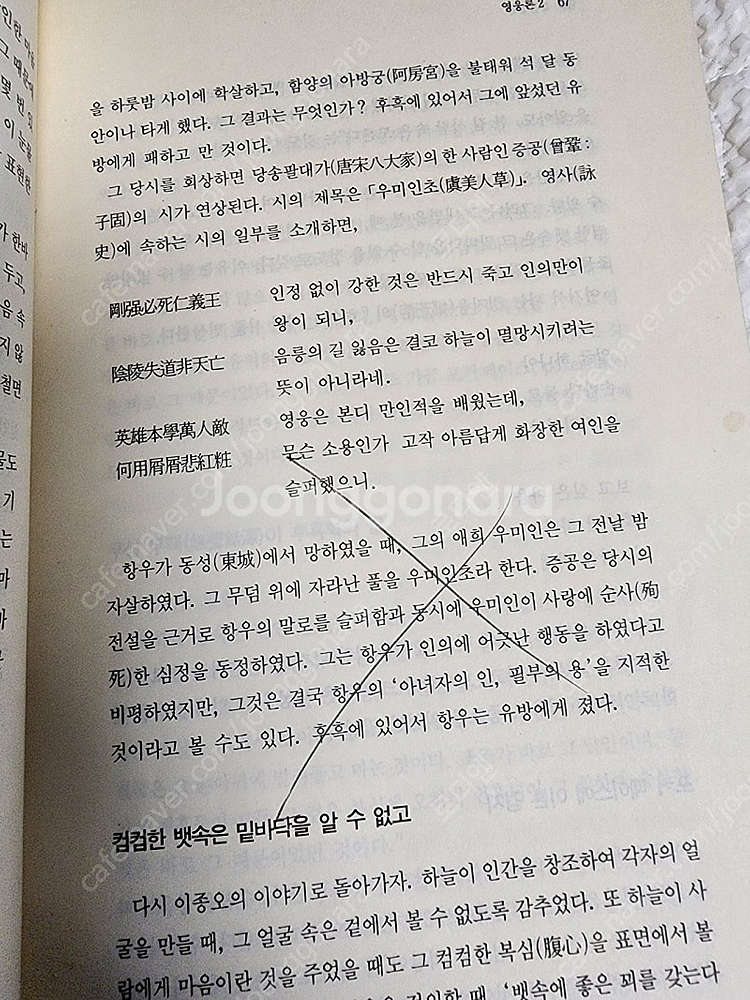 영웅론 2 67
을 하룻밤 사이에 학살하고, 함양의 아방궁(阿房宮)을 불태워 석 달 동
안이나 타게 했다. 그 결과는 무엇인가? 후흑에 있어서 그에 앞섰던 유
방에게 패하고 만 것이다.
그 당시를 회상하면 당송팔대가(唐宋八大家)의 한 사람인 증공(曾鞏:
子固)의 시가 연상된다. 시의 제목은 「우미인초(虞美人草)」. 영사(詠
史)에 속하는 시의 일부를 소개하면,
剛强必死仁義王 인정 없이 강한 것은 반드시 죽고 인의만이
왕이 되니,
陰陵失道非天亡 음릉의 길 잃음은 결코 하늘이 멸망시키려는
뜻이 아니라네.
英雄本學萬人敵 영웅은 본디 만인적을 배웠는데,
何用屑屑悲紅粧 무슨 소용인가 고작 아름답게 화장한 여인을
슬퍼했으니.
Joonggonara
항우가 동성(東城)에서 망하였을 때, 그의 애희 우미인은 그 전날 밤
자살하였다. 그 무덤 위에 자라난 풀을 우미인초라 한다. 증공은 당시의
전설을 근거로 항우의 말로를 슬퍼함과 동시에 우미인이 사랑에 순사(殉
死)한 심정을 동정하였다. 그는 항우가 인의에 어긋난 행동을 하였다고
비평하였지만, 그것은 결국 항우의 '아녀자의 인, 필부의 용'을 지적한
것이라고 볼 수도 있다. 후흑에 있어서 항우는 유방에게 졌다.
컴컴한 뱃속은 밑바닥을 알 수 없고
다시 이종오의 이야기로 돌아가자. 하늘이 인간을 창조하여 각자의 얼
굴을 만들 때, 그 얼굴 속은 겉에서 볼 수 없도록 감추었다. 또 하늘이 사
람에게 마음이란 것을 주었을 때도 그 컴컴한 복심(腹心)을 표면에서 볼
때, '뱃속에 좋은 꾀를 갖는다